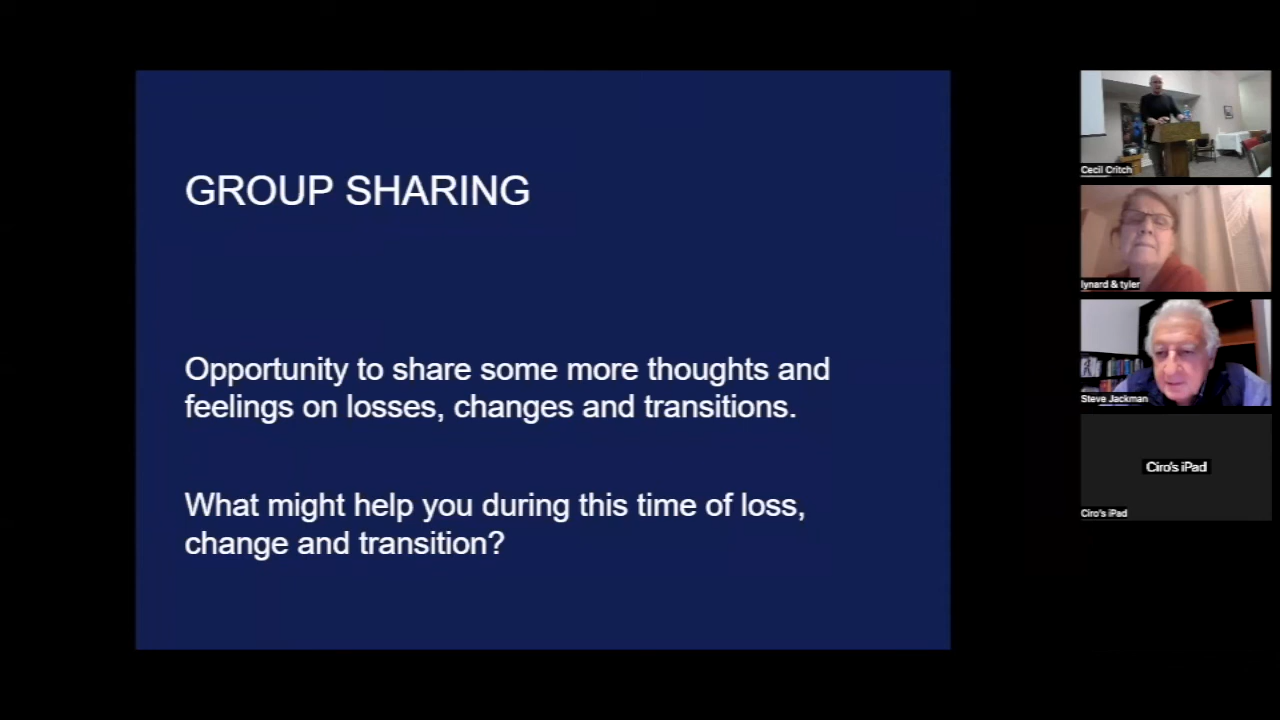 GROUP SHARING
Opportunity to share some more thoughts and
feelings on losses, changes and transitions.
What might help you during this time of loss,
change and transition?
Cecil Critch
lynard & tyler
Steve Jackman
Ciro's iPad
Ciro's iPad